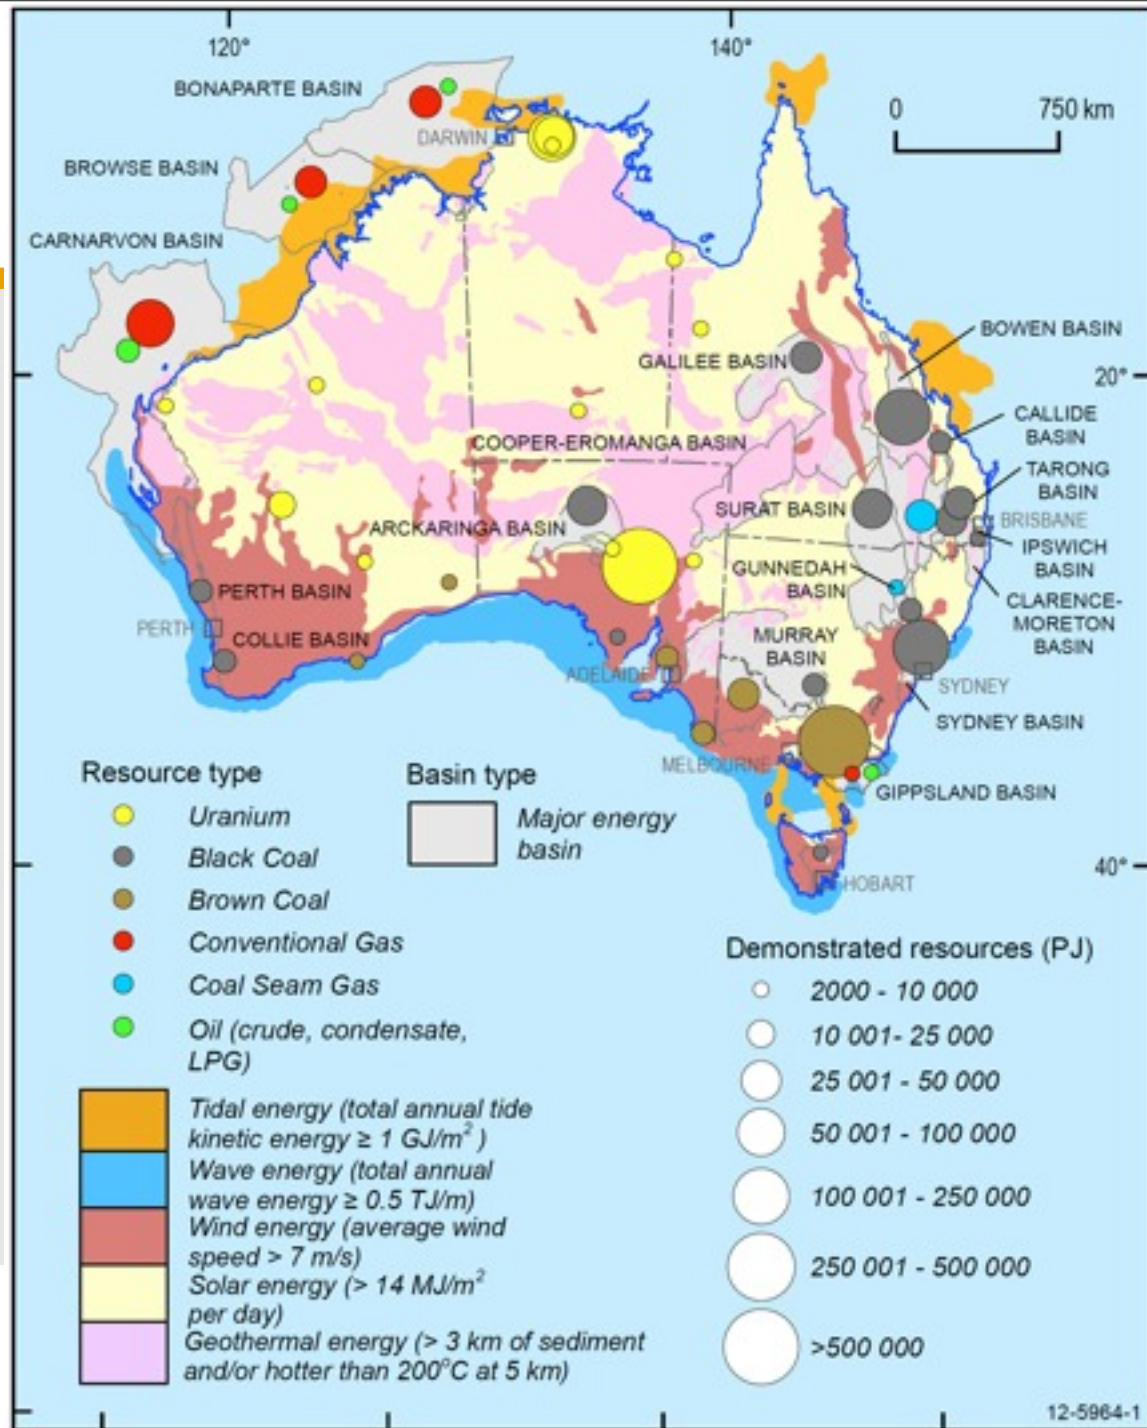 120°
140°
BONAPARTE BASIN
0
750 km
DARWIN
BROWSE BASIN
CARNARVON BASIN
BOWEN BASIN
GALILEE BASIN
20°
CALLIDE
BASIN
COOPER-EROMANGA BASIN
TARONG
BASIN
SURAT BASIN
BRISBANE
ARCKARINGA BASIN
IPSWICH
BASIN
GUNNEDAH
BASIN
PERTH BASIN
CLARENCE-
MORETON
BASIN
PERTH
COLLIE BASIN
MURRAY
BASIN
ADELAIDE
SYDNEY
SYDNEY BASIN
MELBOURNE
GIPPSLAND BASIN
40°
HOBART
Resource type
Uranium
Black Coal
Brown Coal
Conventional Gas
Coal Seam Gas
Oil (crude, condensate,
LPG)
Basin type
Major energy
basin
Tidal energy (total annual tide
kinetic energy ≥ 1 GJ/m²)
Wave energy (total annual
wave energy ≥ 0.5 TJ/m)
Wind energy (average wind
speed > 7 m/s)
Solar energy (> 14 MJ/m²
per day)
Geothermal energy (> 3 km of sediment
and/or hotter than 200°C at 5 km)
Demonstrated resources (PJ)
2000 - 10 000
10 001- 25 000
25 001 - 50 000
50 001 - 100 000
100 001 - 250 000
250 001 - 500 000
>500 000
12-5964-1